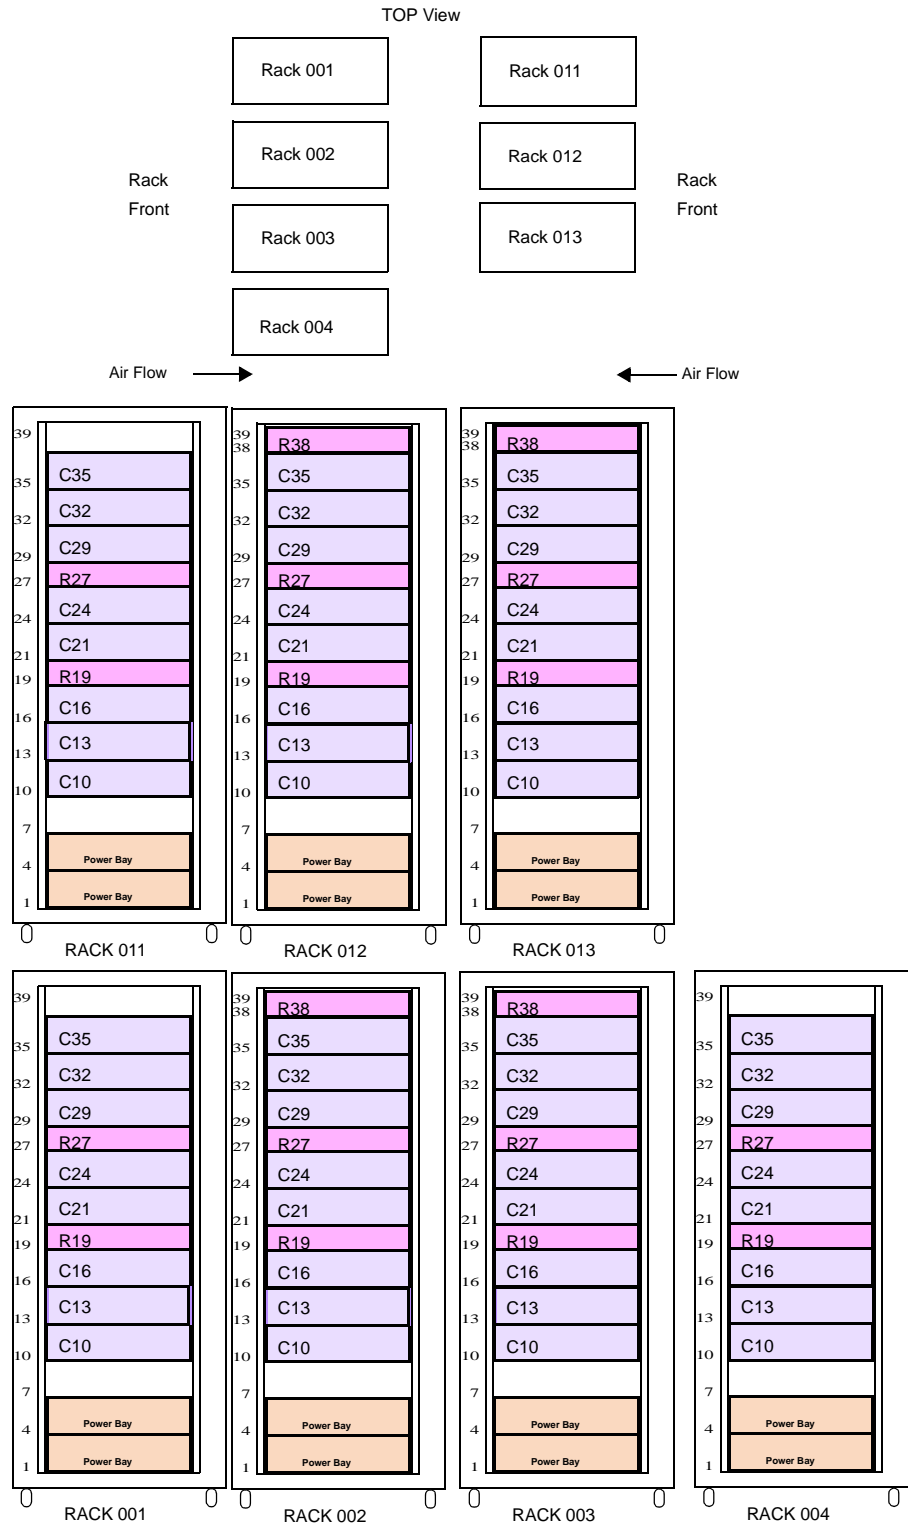 TOP View
Rack 001
Rack 011
Rack 002
Rack 012
Rack
Front
Rack
Front
Rack 003
Rack 013
Rack 004
Air Flow
Air Flow
39
35
32
29
27
24
21
19
16
13
10
7
4
1
C35
C32
C29
R27
C24
C21
R19
C16
C13
C10
Power Bay
Power Bay
RACK 011
39
38
35
32
29
27
24
21
19
16
13
10
7
4
1
R38
C35
C32
C29
R27
C24
C21
R19
C16
C13
C10
Power Bay
Power Bay
RACK 012
39
38
35
32
29
27
24
21
19
16
13
10
7
4
1
R38
C35
C32
C29
R27
C24
C21
R19
C16
C13
C10
Power Bay
Power Bay
RACK 013
39
35
32
29
27
24
21
19
16
13
10
7
4
1
C35
C32
C29
R27
C24
C21
R19
C16
C13
C10
Power Bay
Power Bay
RACK 001
39
38
35
32
29
27
24
21
19
16
13
10
7
4
1
R38
C35
C32
C29
R27
C24
C21
R19
C16
C13
C10
Power Bay
Power Bay
RACK 002
39
38
35
32
29
27
24
21
19
16
13
10
7
4
1
R38
C35
C32
C29
R27
C24
C21
R19
C16
C13
C10
Power Bay
Power Bay
RACK 003
39
35
32
29
27
24
21
19
16
13
10
7
4
1
C35
C32
C29
R27
C24
C21
R19
C16
C13
C10
Power Bay
Power Bay
RACK 004